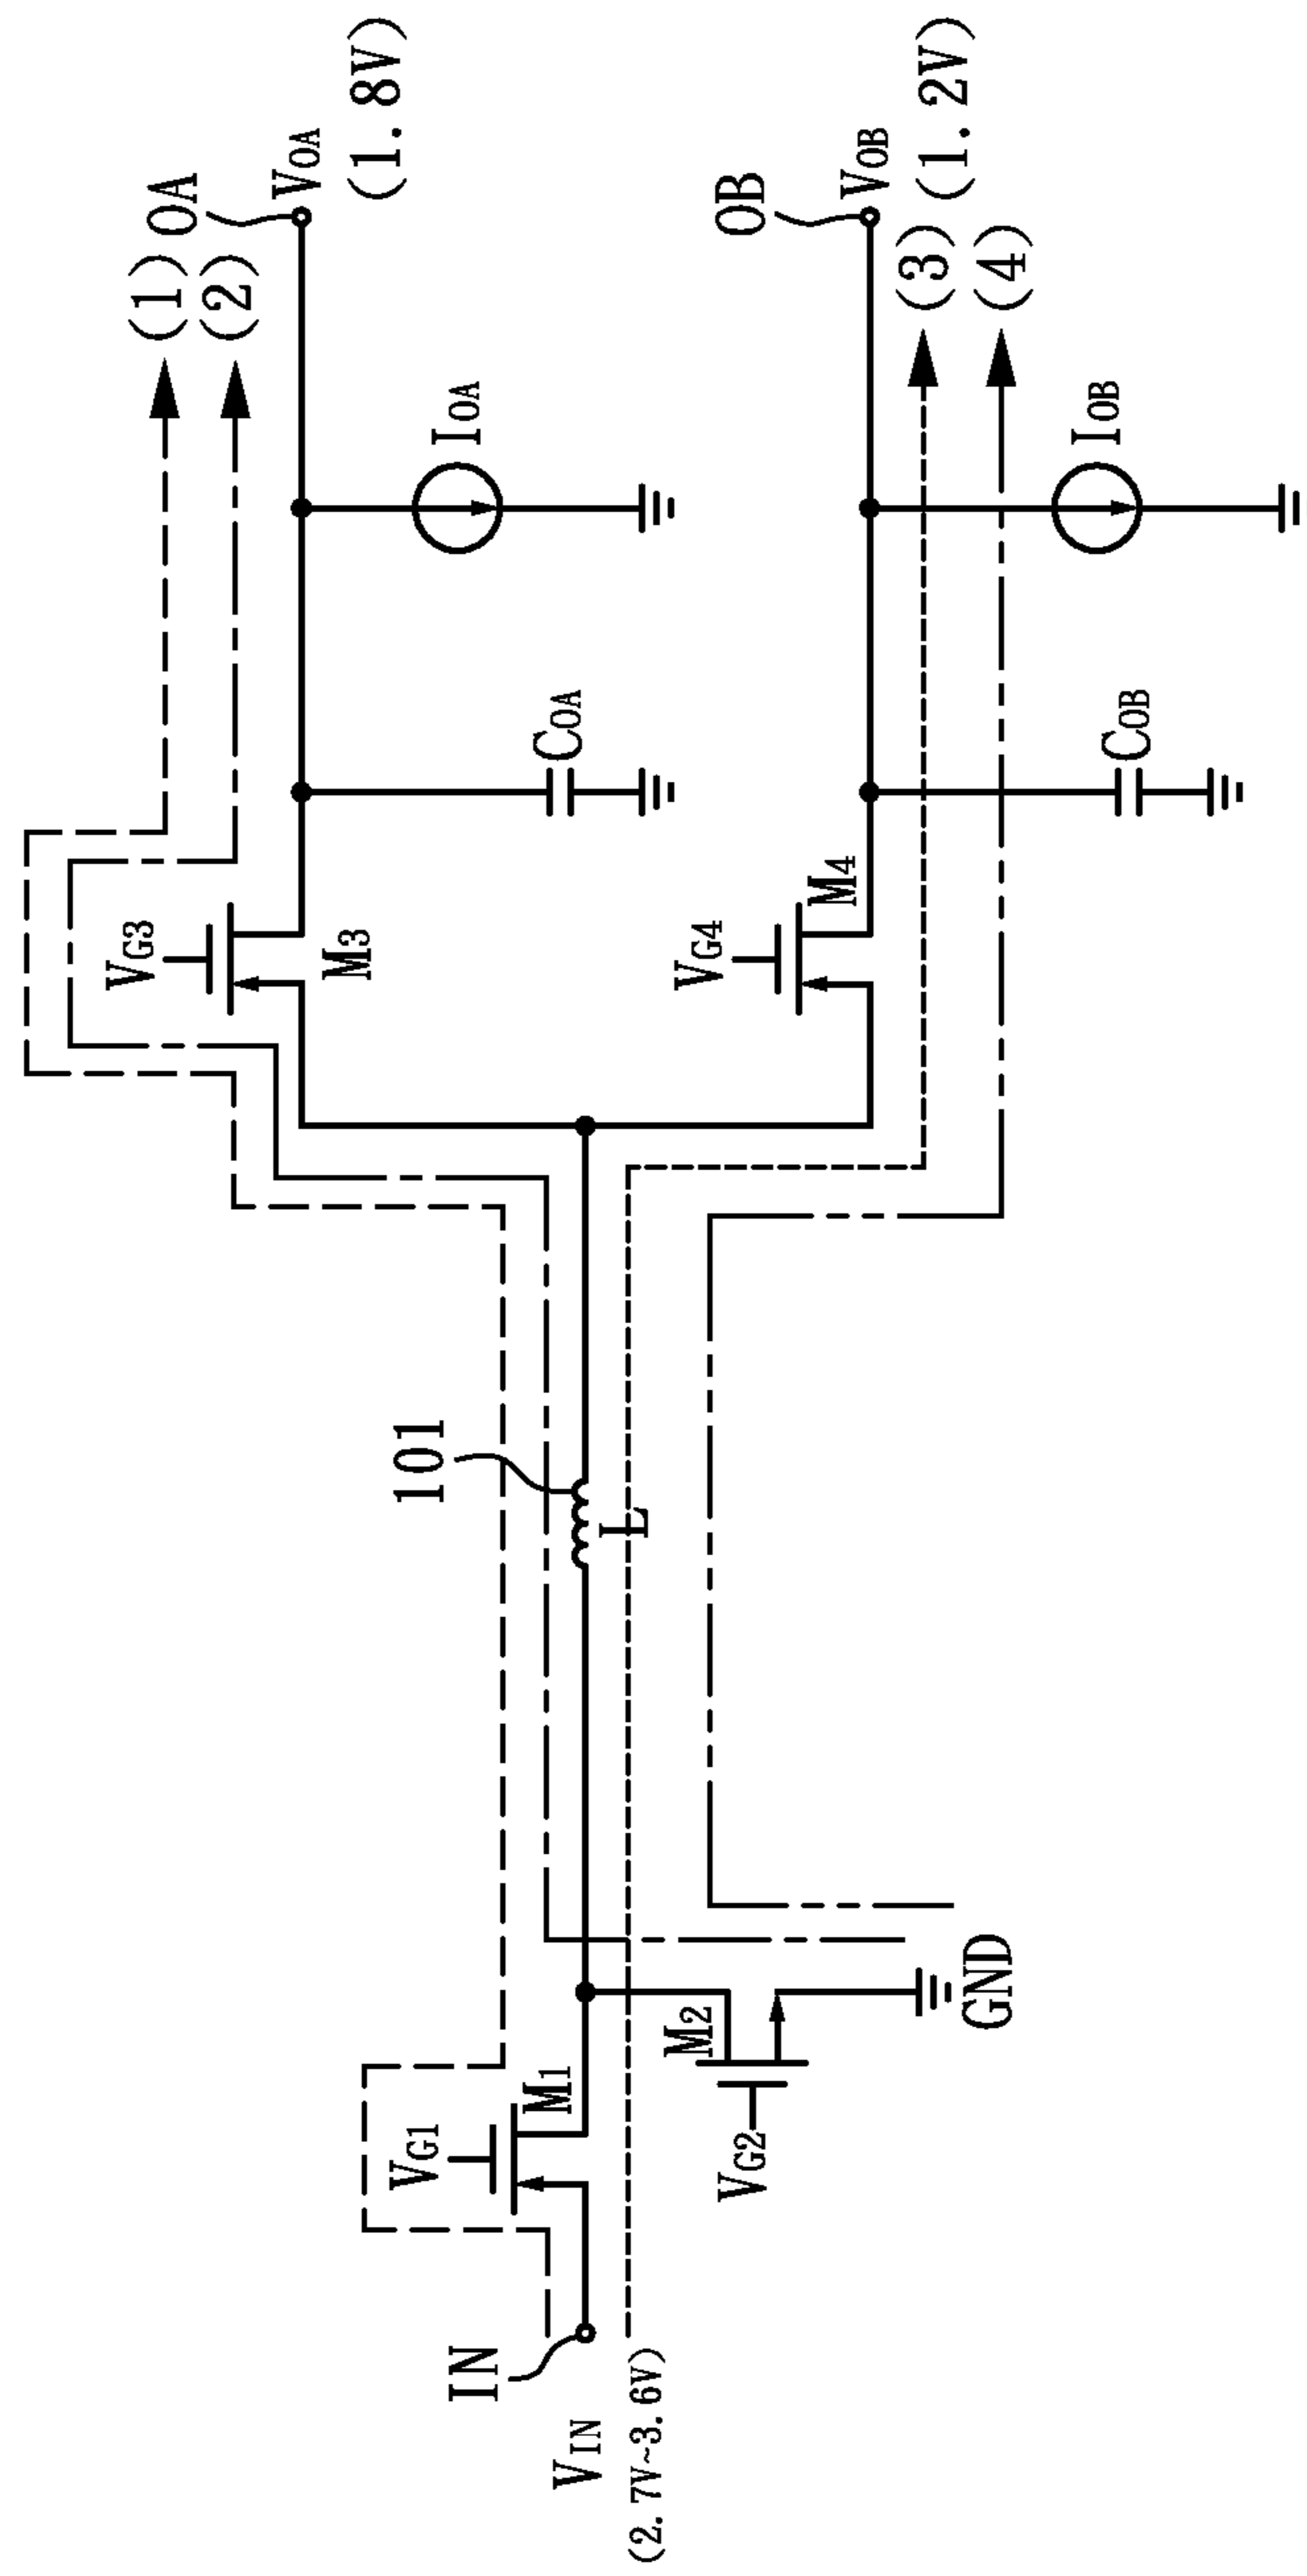 (1)
(2)
OA
VOA
(1.8V)
VG3
M3
COA
IOA
OB
VOB
(1.2V)
(3)
(4)
VG4
M4
COB
IOB
101
L
VG1
M1
VG2
M2
GND
IN
VIN
(2.7V~3.6V)